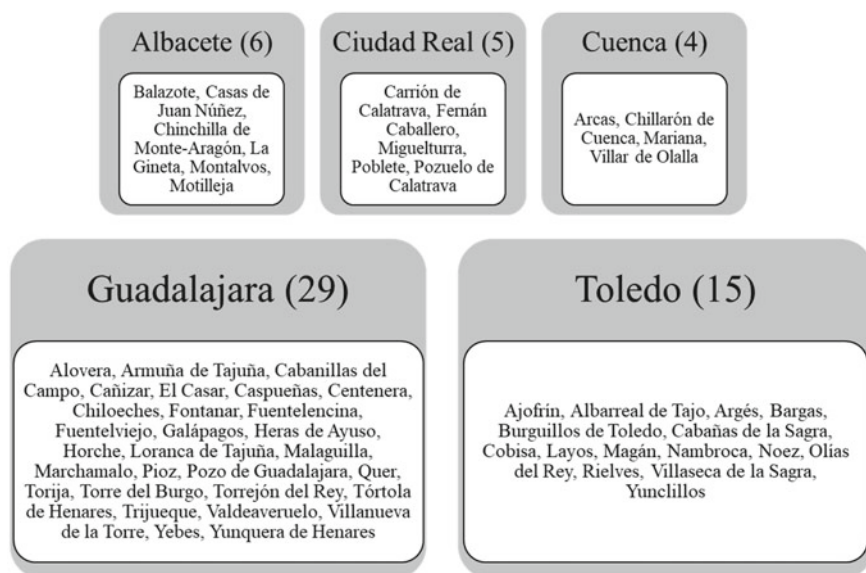 Albacete (6)
Balazote, Casas de
Juan Núñez,
Chinchilla de
Monte-Aragón, La
Gineta, Montalvos,
Motilleja
Ciudad Real (5)
Carrión de
Calatrava, Fernán
Caballero,
Miguelturra,
Poblete, Pozuelo de
Calatrava
Cuenca (4)
Arcas, Chillarón de
Cuenca, Mariana,
Villar de Olalla
Guadalajara (29)
Alovera, Armuña de Tajuña, Cabanillas del
Campo, Cañizar, El Casar, Caspueñas, Centenera,
Chiloeches, Fontanar, Fuentelencina,
Fuentelviejo, Galápagos, Heras de Ayuso,
Horche, Loranca de Tajuña, Malaguilla,
Marchamalo, Pioz, Pozo de Guadalajara, Quer,
Torija, Torre del Burgo, Torrejón del Rey, Tórtola
de Henares, Trijueque, Valdeaveruelo, Villanueva
de la Torre, Yebes, Yunquera de Henares
Toledo (15)
Ajofrín, Albarreal de Tajo, Argés, Bargas,
Burguillos de Toledo, Cabañas de la Sagra,
Cobisa, Layos, Magán, Nambroca, Noez, Olías
del Rey, Rielves, Villaseca de la Sagra,
Yunclillos